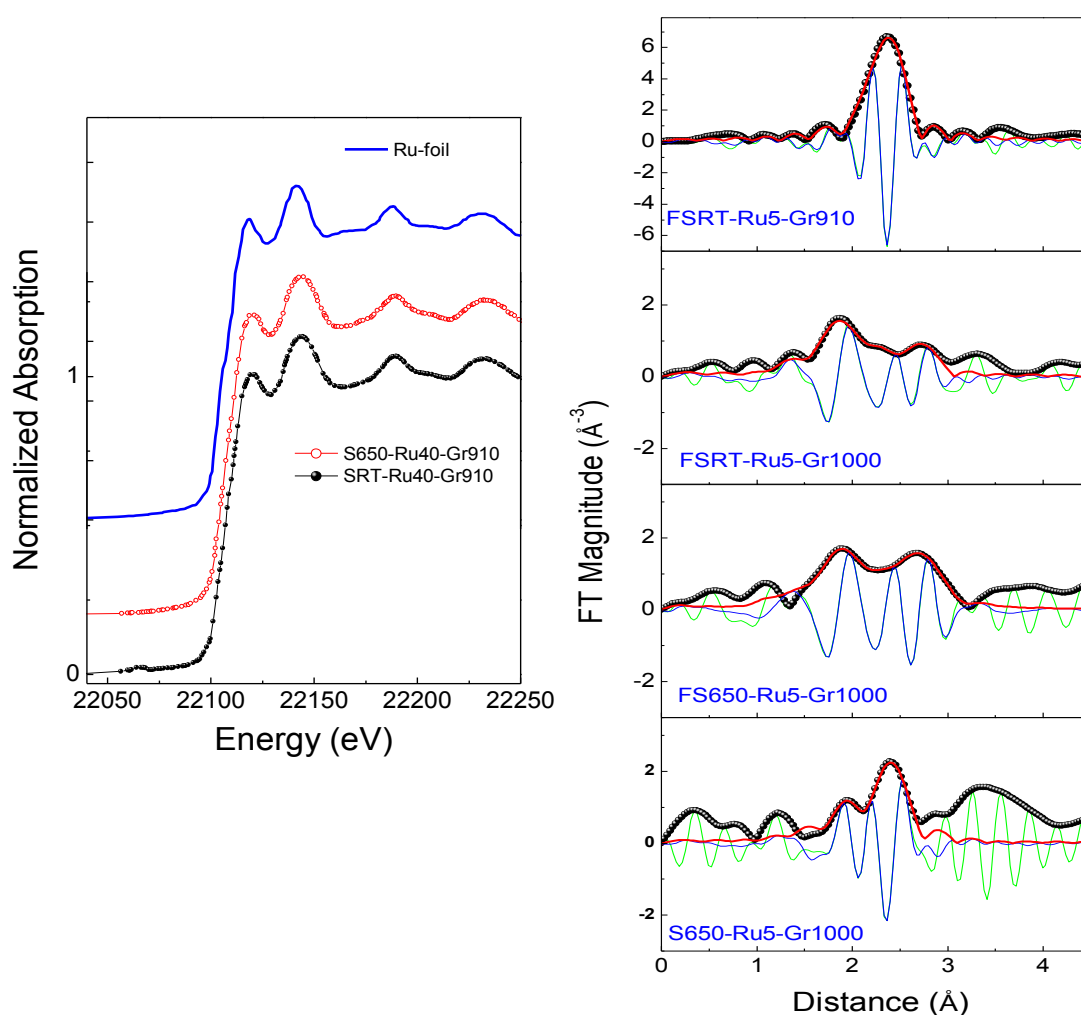 Normalized Absorption
1
0
Ru-foil
S650-Ru40-Gr910
SRT-Ru40-Gr910
22050 22100 22150 22200 22250
Energy (eV)
FT Magnitude (Å⁻³)
6
4
2
0
-2
-4
-6
FSRT-Ru5-Gr910
2
0
-2
FSRT-Ru5-Gr1000
2
0
-2
FS650-Ru5-Gr1000
2
0
-2
S650-Ru5-Gr1000
0 1 2 3 4
Distance (Å)